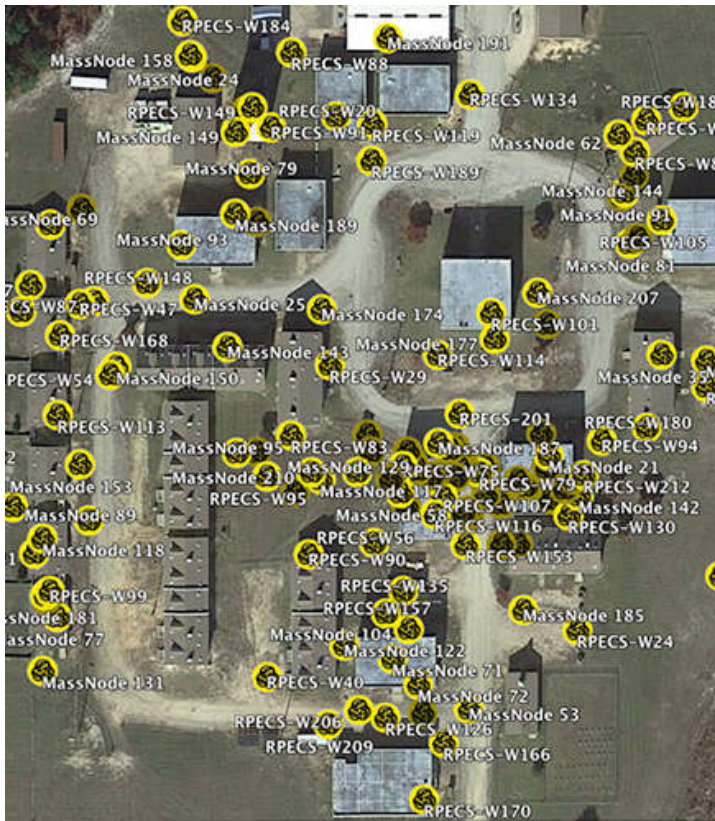 RPECS-W184
MassNode 191
MassNode 158
RPECS-W88
MassNode 24
RPECS-W134
RPECS-W149
RPECS-W20
MassNode 149
RPECS-W91
RPECS-W119
MassNode 62
MassNode 79
RPECS-W189
MassNode 144
MassNode 69
MassNode 91
MassNode 189
MassNode 93
RPECS-W105
MassNode 81
RPECS-W148
RPECS-W47
MassNode 25
MassNode 207
MassNode 174
RPECS-W101
RPECS-W168
MassNode 177
MassNode 143
RPECS-W114
RPECS-W29
MassNode 35
RPECS-W54
MassNode 150
RPECS-W113
RPECS-201
RPECS-W180
RPECS-W83
RPECS-W94
MassNode 95
MassNode 187
MassNode 129
MassNode 21
MassNode 153
MassNode 210
RPECS-W75
RPECS-W79
RPECS-W212
RPECS-W95
MassNode 117
MassNode 89
RPECS-W107
MassNode 142
MassNode 58
RPECS-W116
RPECS-W130
RPECS-W56
MassNode 118
RPECS-W90
RPECS-W153
RPECS-W99
RPECS-W135
RPECS-W157
MassNode 185
MassNode 181
MassNode 77
MassNode 104
RPECS-W24
MassNode 122
MassNode 131
MassNode 71
RPECS-W40
MassNode 72
RPECS-W206
MassNode 53
RPECS-W126
RPECS-W209
RPECS-W166
RPECS-W170